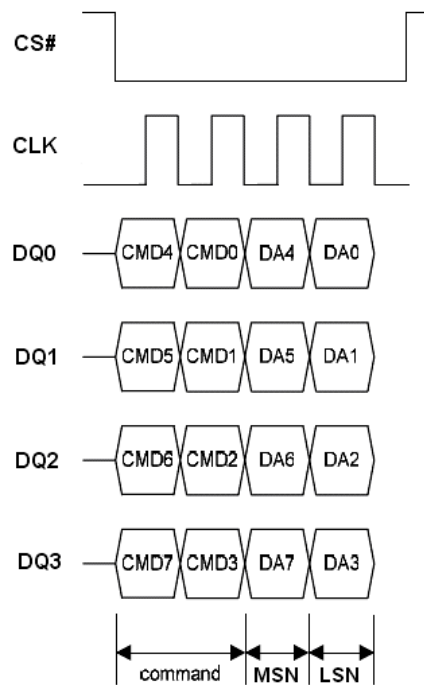 CS#
CLK
DQ0 CMD4 CMD0 DA4 DA0
DQ1 CMD5 CMD1 DA5 DA1
DQ2 CMD6 CMD2 DA6 DA2
DQ3 CMD7 CMD3 DA7 DA3
command MSN LSN